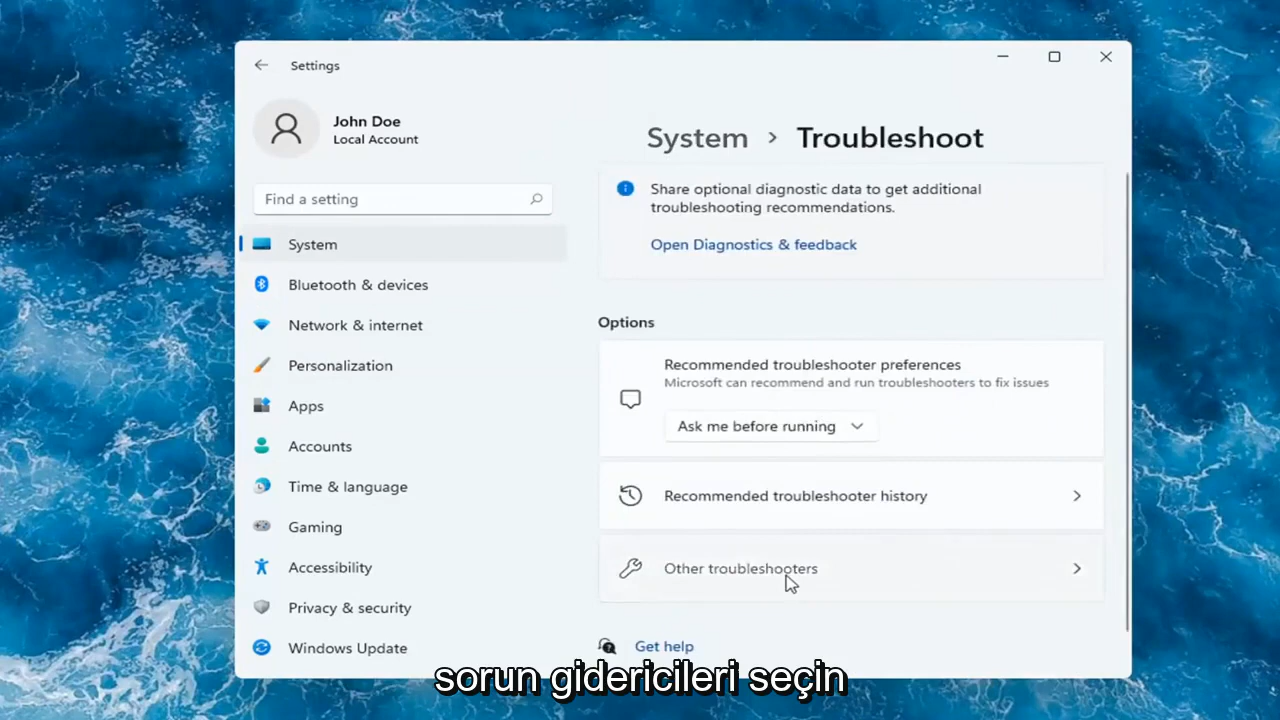 Settings
John Doe
Local Account
Find a setting
System
Bluetooth & devices
Network & internet
Personalization
Apps
Accounts
Time & language
Gaming
Accessibility
Privacy & security
Windows Update
System > Troubleshoot
Share optional diagnostic data to get additional
troubleshooting recommendations.
Open Diagnostics & feedback
Options
Recommended troubleshooter preferences
Microsoft can recommend and run troubleshooters to fix issues
Ask me before running
Recommended troubleshooter history
Other troubleshooters
Get help
sorun gidericileri seçin